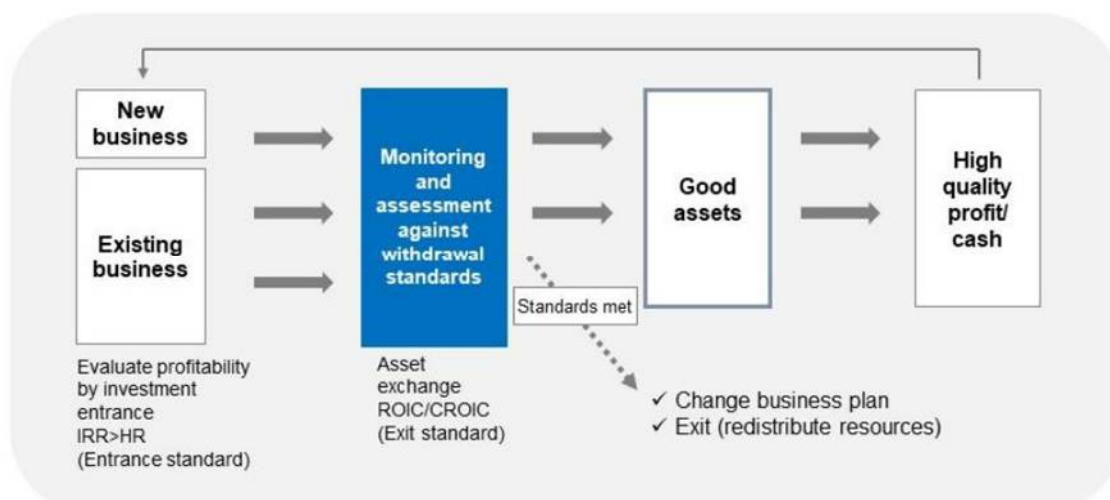 New
business
Existing
business
Evaluate profitability
by investment
entrance
IRR>HR
(Entrance standard)
Monitoring
and
assessment
against
withdrawal
standards
Asset
exchange
ROIC/CROIC
(Exit standard)
Standards met
Good
assets
✓ Change business plan
✓ Exit (redistribute resources)
High
quality
profit/
cash